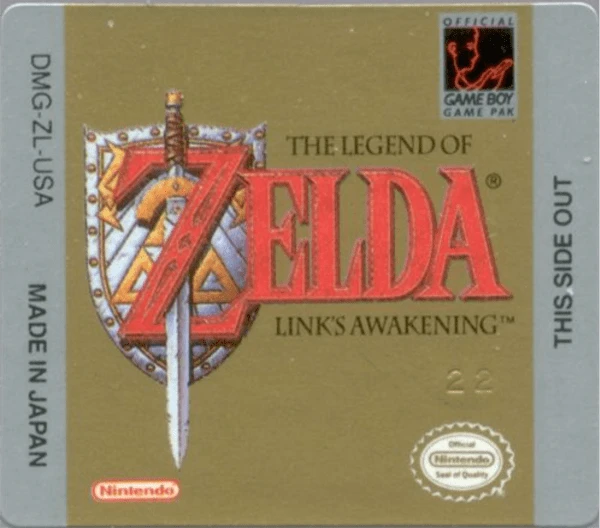 OFFICIAL
GAME BOY
GAME PAK
DMG-ZL-USA
MADE IN JAPAN
THE LEGEND OF
ZELDA®
LINK'S AWAKENING™
THIS SIDE OUT
22
Nintendo
Official
Nintendo
Seal of Quality